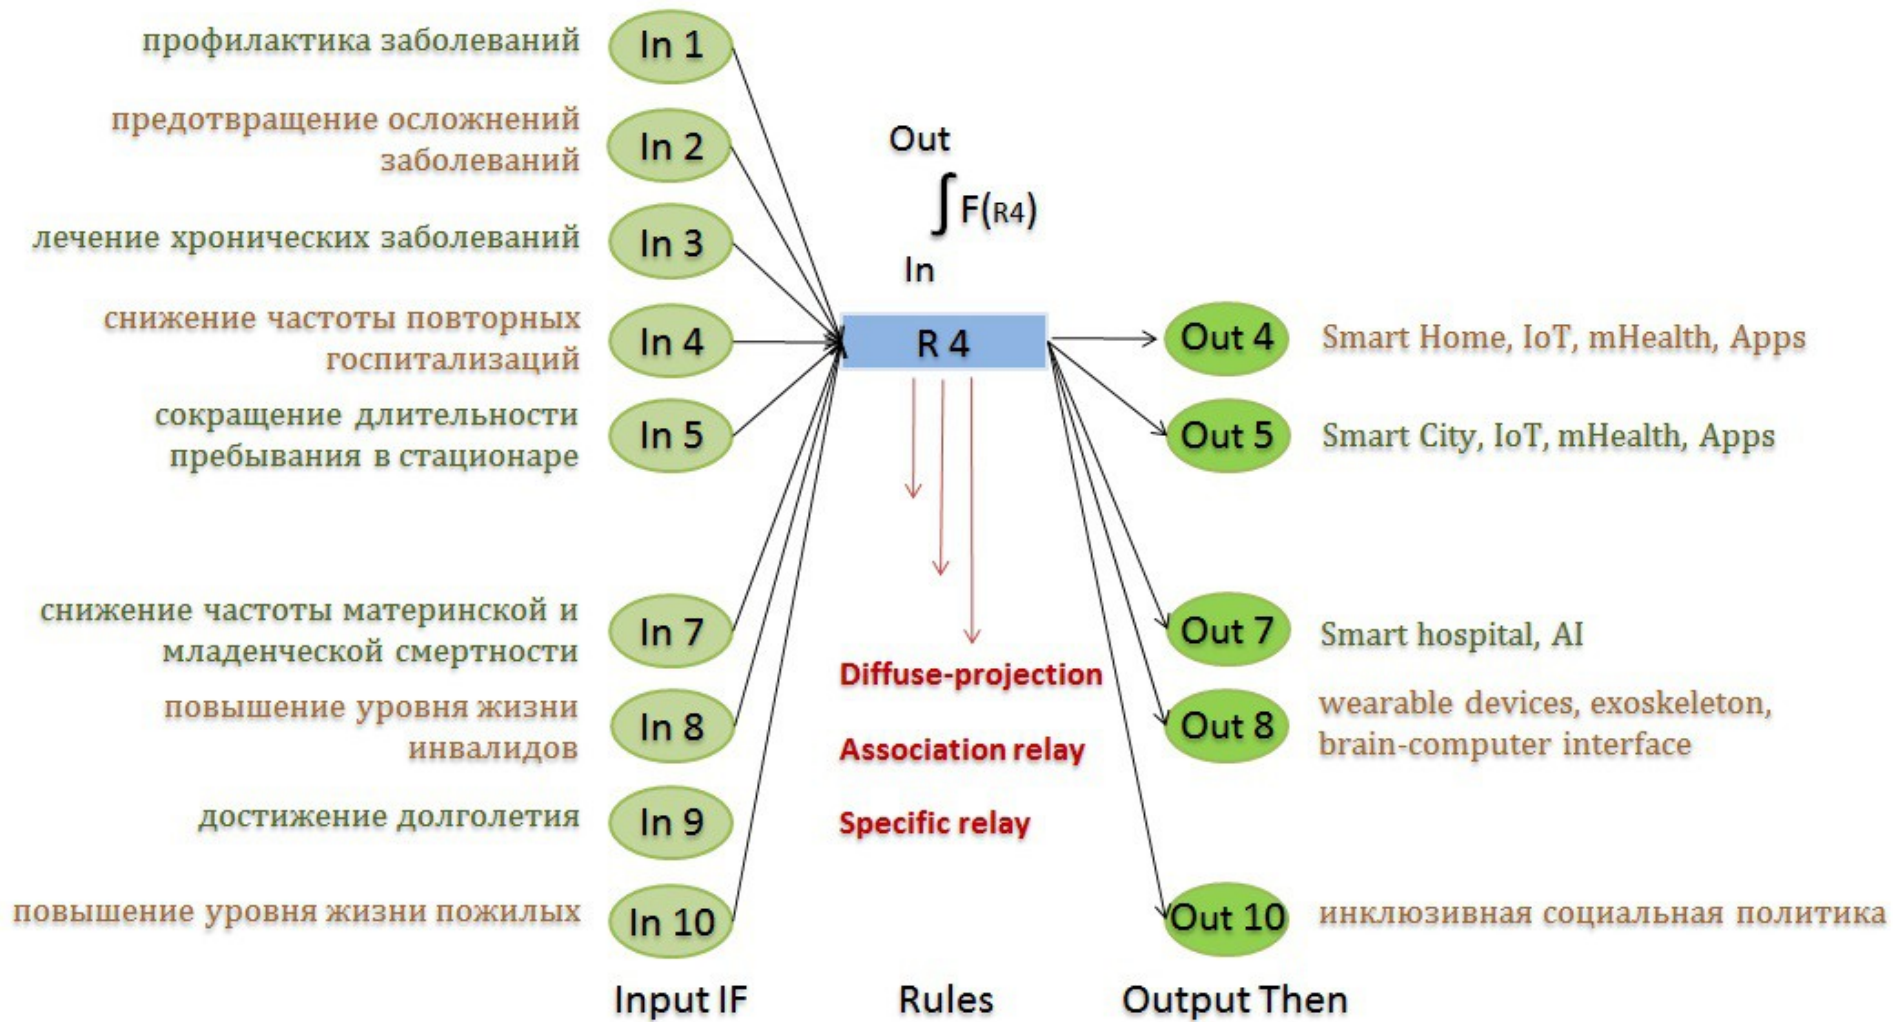 профилактика заболеваний
In 1
предотвращение осложнений
заболеваний
In 2
лечение хронических заболеваний
In 3
снижение частоты повторных
госпитализаций
In 4
сокращение длительности
пребывания в стационаре
In 5
снижение частоты материнской и
младенческой смертности
In 7
повышение уровня жизни
инвалидов
In 8
достижение долголетия
In 9
повышение уровня жизни пожилых
In 10
Input IF
Out
∫ F(R4)
In
R 4
Diffuse-projection
Association relay
Specific relay
Rules
Out 4
Smart Home, IoT, mHealth, Apps
Out 5
Smart City, IoT, mHealth, Apps
Out 7
Smart hospital, AI
Out 8
wearable devices, exoskeleton,
brain-computer interface
Out 10
инклюзивная социальная политика
Output Then